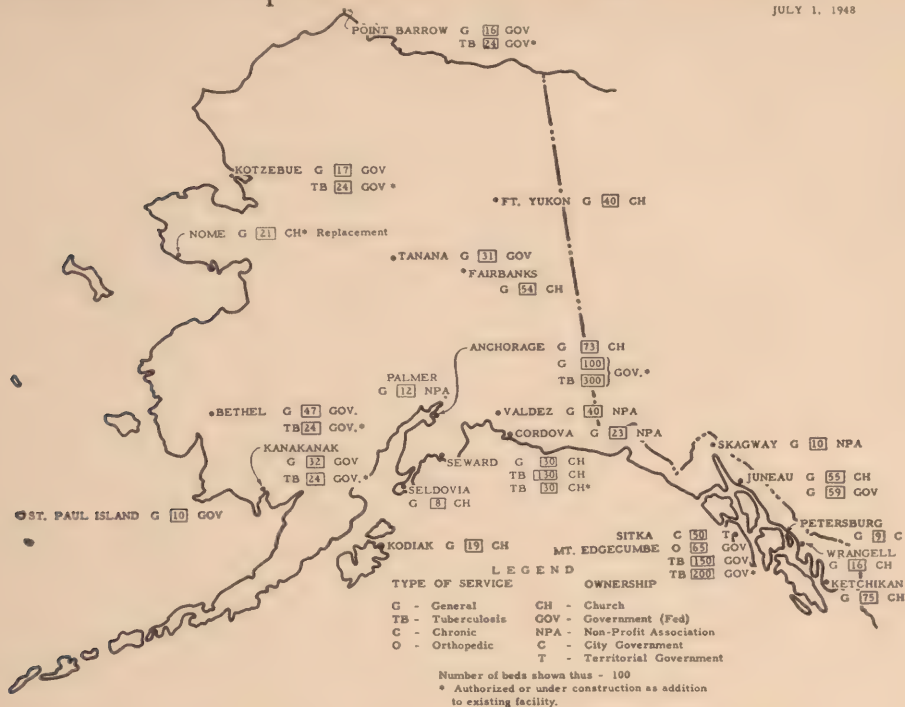 JULY 1, 1948
POINT BARROW G 16 GOV
TB 24 GOV*
KOTZEBUE G 17 GOV
TB 24 GOV*
FT. YUKON G 40 CH
NOME G 21 CH* Replacement
TANANA G 31 GOV
FAIRBANKS
G 54 CH
ANCHORAGE G 73 CH
G 100
TB 300
GOV.*
PALMER
G 12 NPA
BETHEL G 47 GOV.
TB 24 GOV.*
VALDEZ G 40 NPA
CORDOVA G 23 NPA
SKAGWAY G 10 NPA
KANAKANAK
G 32 GOV
TB 24 GOV.*
SEWARD G 30 CH
TB 130 CH
TB 30 CH*
JUNEAU G 55 CH
G 59 GOV
SELDOVIA
G 8 CH
ST. PAUL ISLAND G 10 GOV
PETERSBURG
G 9 C
KODIAK G 19 CH
SITKA C 50 T
MT. EDGECUMBE O 65 GOV
TB 150 GOV
TB 200 GOV*
WRANGELL
G 16 CH
KETCHIKAN
G 75 CH
LEGEND
TYPE OF SERVICE OWNERSHIP
G - General CH - Church
TB - Tuberculosis GOV - Government (Fed)
C - Chronic NPA - Non-Profit Association
O - Orthopedic C - City Government
T - Territorial Government
Number of beds shown thus - 100
* Authorized or under construction as addition
to existing facility.